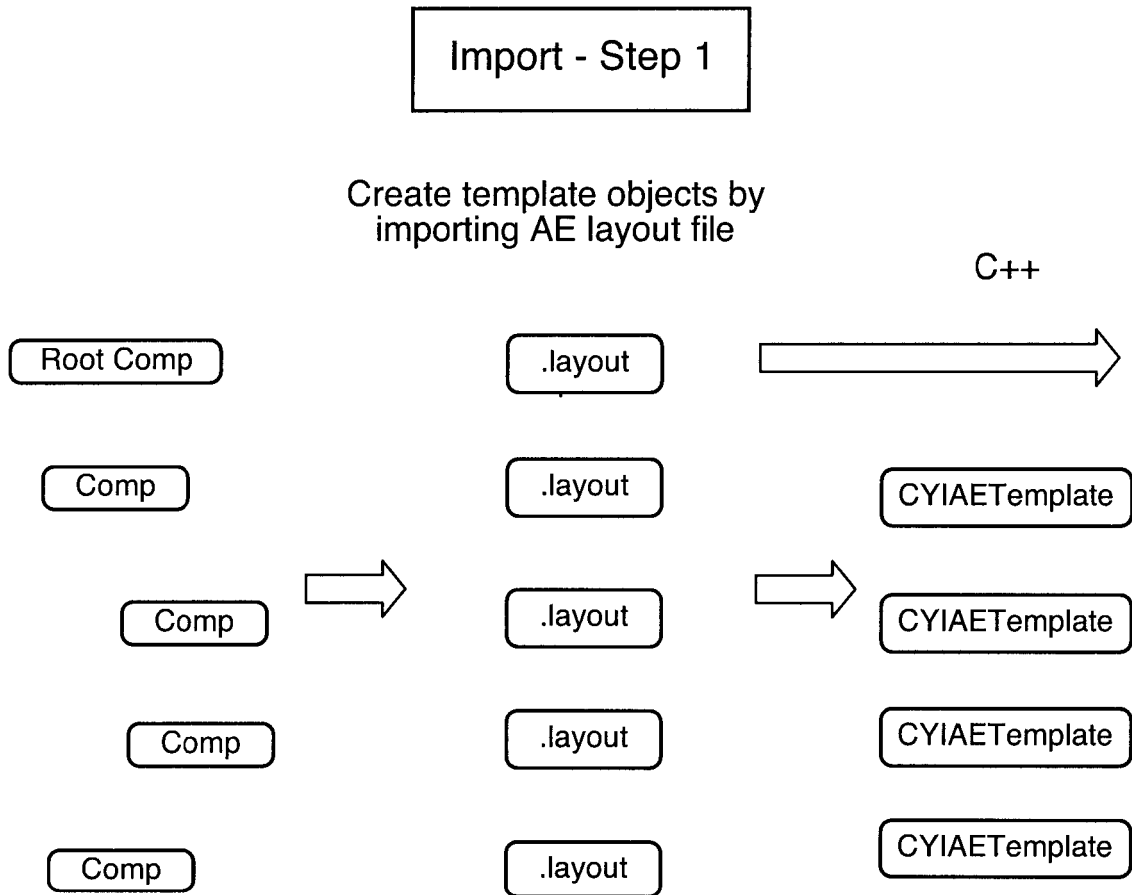 Import - Step 1
Create template objects by
importing AE layout file
C++
Root Comp
.layout
Comp
.layout
CYIAETemplate
Comp
.layout
CYIAETemplate
Comp
.layout
CYIAETemplate
Comp
.layout
CYIAETemplate